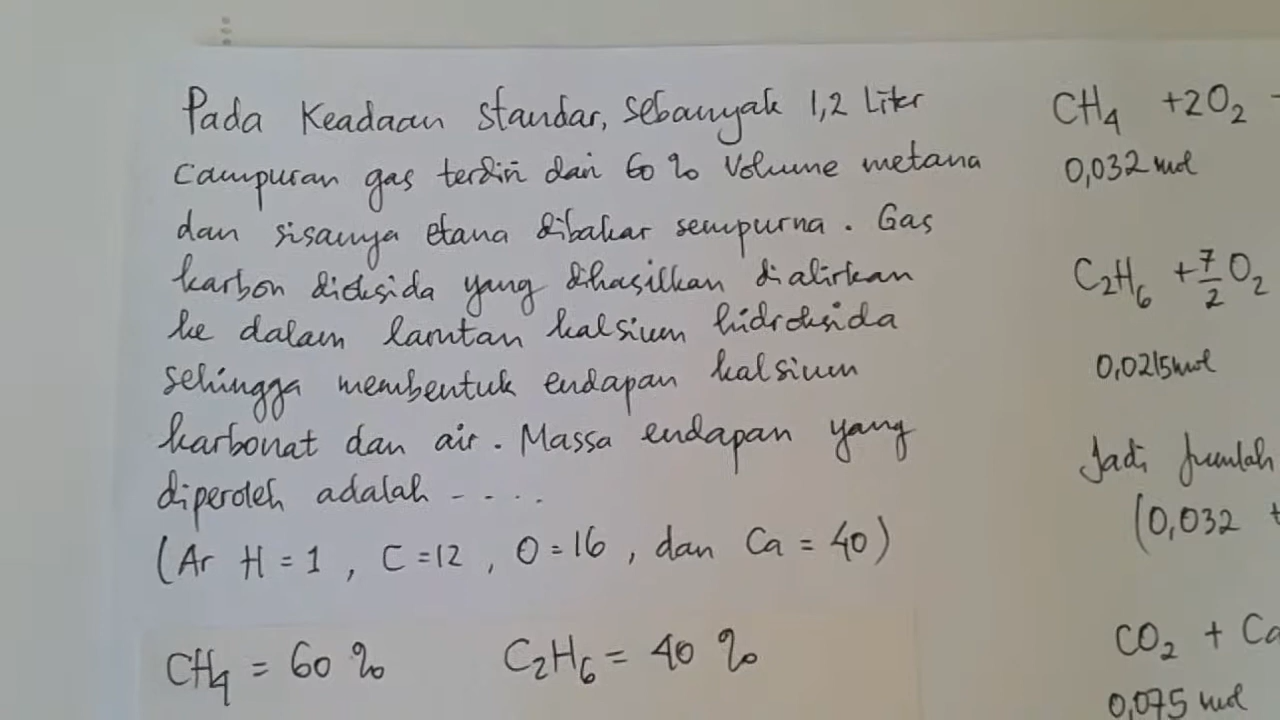 Pada Keadaan standar, sebanyak 1,2 Liter
campuran gas terdiri dari 60 % Volume metana
dan sisanya etana dibakar sempurna. Gas
karbon dioksida yang dihasilkan dialirkan
ke dalam larutan kalsium hidroksida
sehingga membentuk endapan kalsium
karbonat dan air. Massa endapan yang
diperoleh adalah ----.
(Ar H = 1, C = 12, O = 16, dan Ca = 40)
CH₄ = 60 % C₂H₆ = 40 %
CH₄ + 2O₂
0,032 mol
C₂H₆ + 7/2 O₂
0,0215 mol
Jadi Jumlah
(0,032 +
CO₂ + Ca
0,075 mol